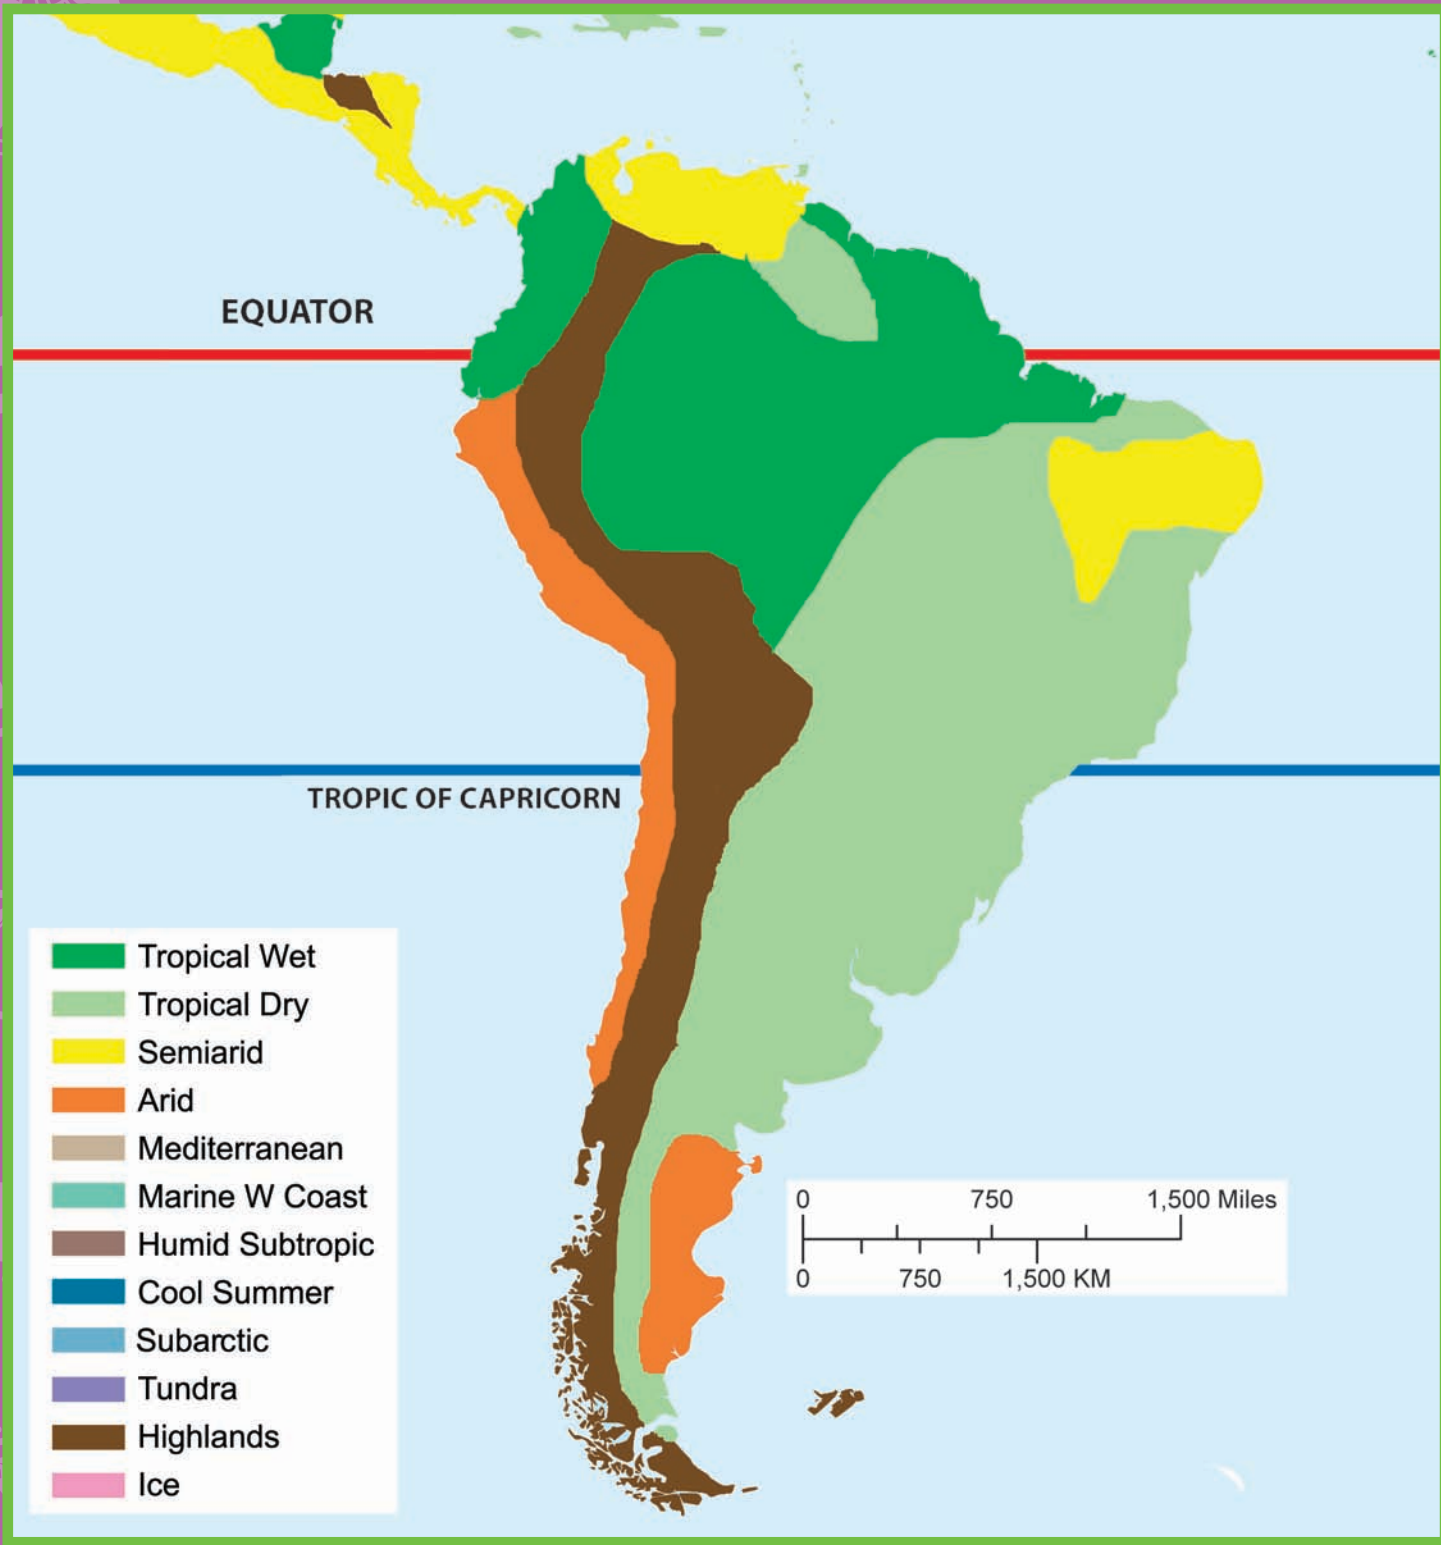 EQUATOR
TROPIC OF CAPRICORN
Tropical Wet
Tropical Dry
Semiarid
Arid
Mediterranean
Marine W Coast
Humid Subtropic
Cool Summer
Subarctic
Tundra
Highlands
Ice
0 750 1,500 Miles
0 750 1,500 KM